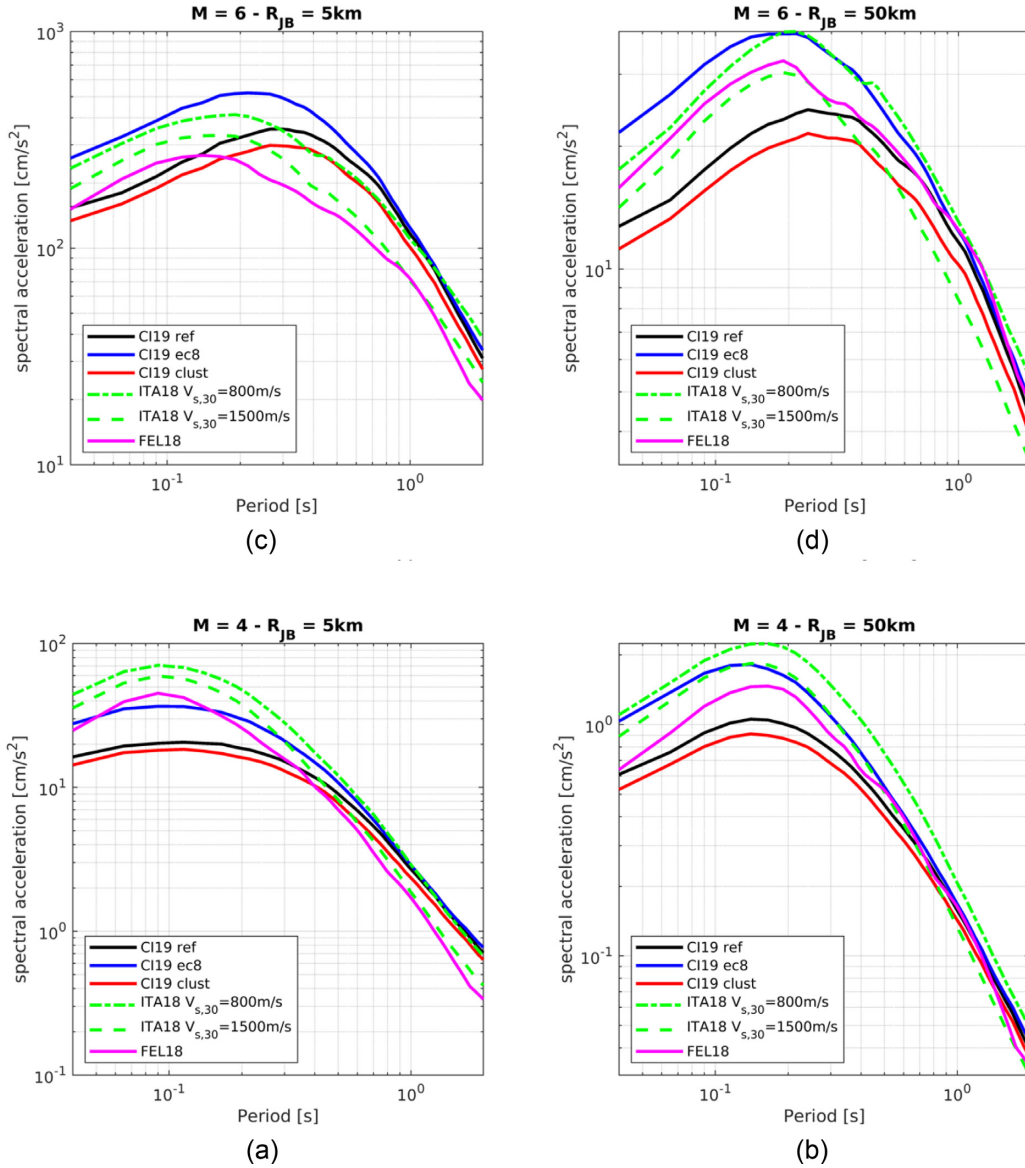 M = 6 - R_JB = 5km
10^3
10^2
10^1
spectral acceleration [cm/s^2]
CI19 ref
CI19 ec8
CI19 clust
ITA18 V_s,30=800m/s
ITA18 V_s,30=1500m/s
FEL18
10^-1
10^0
Period [s]
(c)
M = 6 - R_JB = 50km
10^1
spectral acceleration [cm/s^2]
CI19 ref
CI19 ec8
CI19 clust
ITA18 V_s,30=800m/s
ITA18 V_s,30=1500m/s
FEL18
10^-1
10^0
Period [s]
(d)
M = 4 - R_JB = 5km
10^2
10^1
10^0
10^-1
spectral acceleration [cm/s^2]
CI19 ref
CI19 ec8
CI19 clust
ITA18 V_s,30=800m/s
ITA18 V_s,30=1500m/s
FEL18
10^-1
10^0
Period [s]
(a)
M = 4 - R_JB = 50km
10^0
10^-1
spectral acceleration [cm/s^2]
CI19 ref
CI19 ec8
CI19 clust
ITA18 V_s,30=800m/s
ITA18 V_s,30=1500m/s
FEL18
10^-1
10^0
Period [s]
(b)